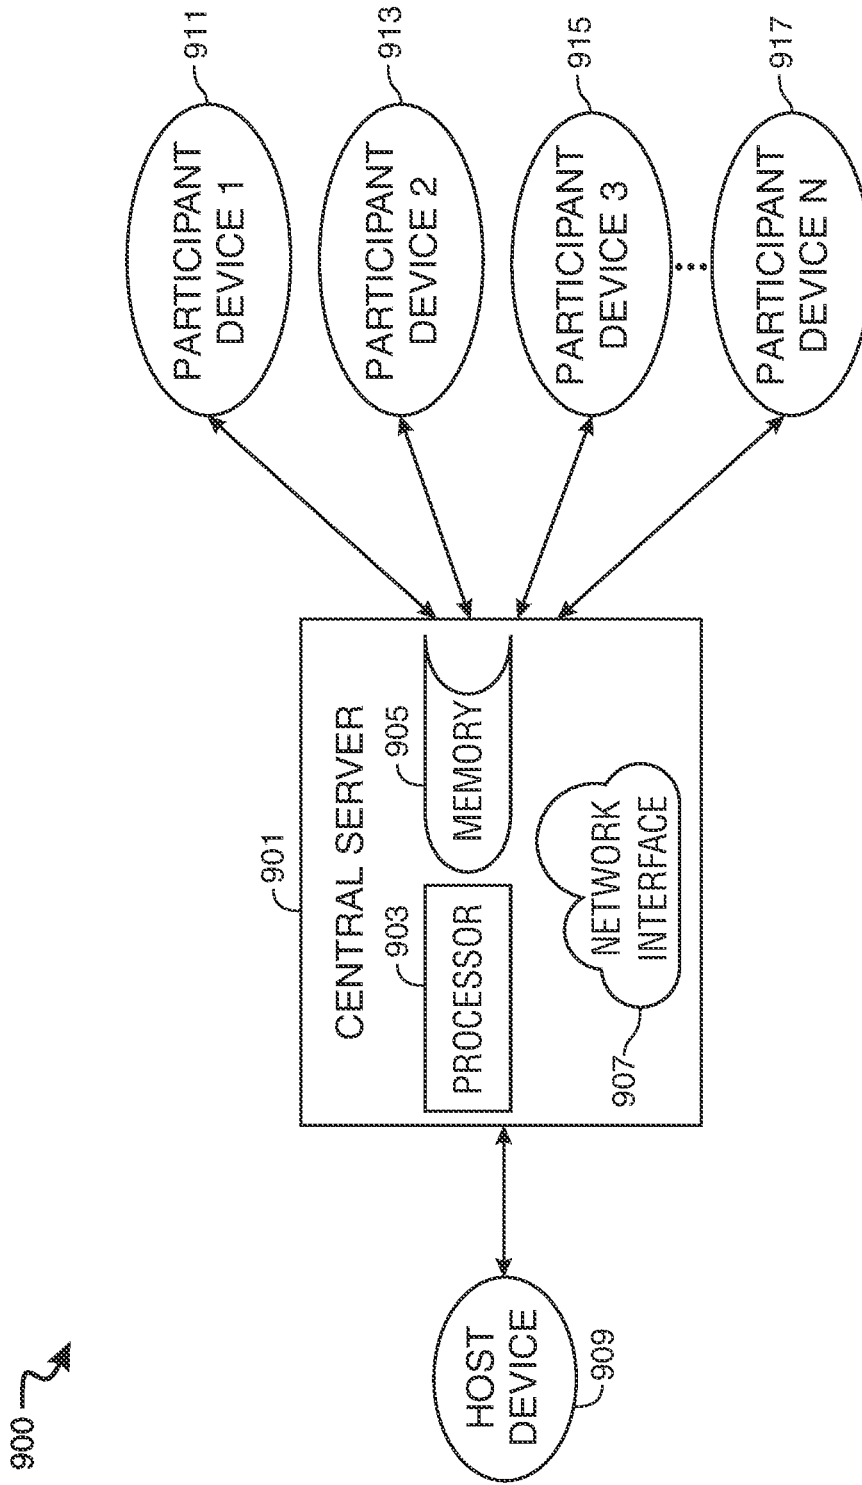 900
HOST
DEVICE
909
901
CENTRAL SERVER
903
PROCESSOR
905
MEMORY
907
NETWORK
INTERFACE
PARTICIPANT
DEVICE 1
911
PARTICIPANT
DEVICE 2
913
PARTICIPANT
DEVICE 3
915
PARTICIPANT
DEVICE N
917